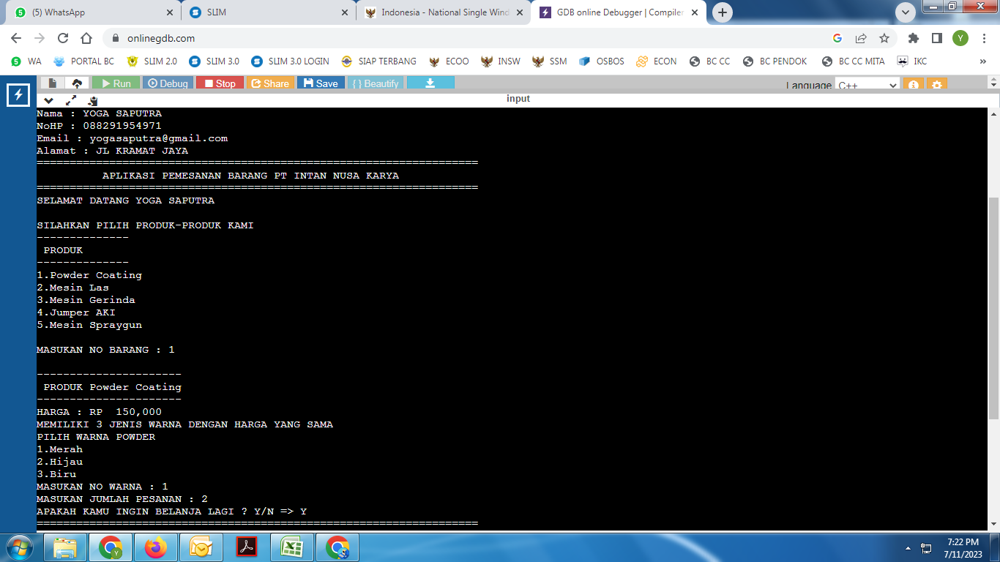 (5) WhatsApp
SLIM
Indonesia - National Single Wind
GDB online Debugger | Compiler
onlinegdb.com
Y
WA
PORTAL BC
SLIM 2.0
SLIM 3.0
SLIM 3.0 LOGIN
SIAP TERBANG
ECOO
INSW
SSM
OSBOS
ECON
BC CC
BC PENDOK
BC CC MITA
IKC
»
Run
Debug
Stop
Share
Save
{ } Beautify
Language
C++
input
Nama : YOGA SAPUTRA
NoHP : 088291954971
Email : yogasaputra@gmail.com
Alamat : JL KRAMAT JAYA
===================================================================
APLIKASI PEMESANAN BARANG PT INTAN NUSA KARYA
===================================================================
SELAMAT DATANG YOGA SAPUTRA
SILAHKAN PILIH PRODUK-PRODUK KAMI
--------------
PRODUK
--------------
1.Powder Coating
2.Mesin Las
3.Mesin Gerinda
4.Jumper AKI
5.Mesin Spraygun
MASUKAN NO BARANG : 1
----------------------
PRODUK Powder Coating
----------------------
HARGA : RP  150,000
MEMILIKI 3 JENIS WARNA DENGAN HARGA YANG SAMA
PILIH WARNA POWDER
1.Merah
2.Hijau
3.Biru
MASUKAN NO WARNA : 1
MASUKAN JUMLAH PESANAN : 2
APAKAH KAMU INGIN BELANJA LAGI ? Y/N => Y
===================================================================
7:22 PM
7/11/2023